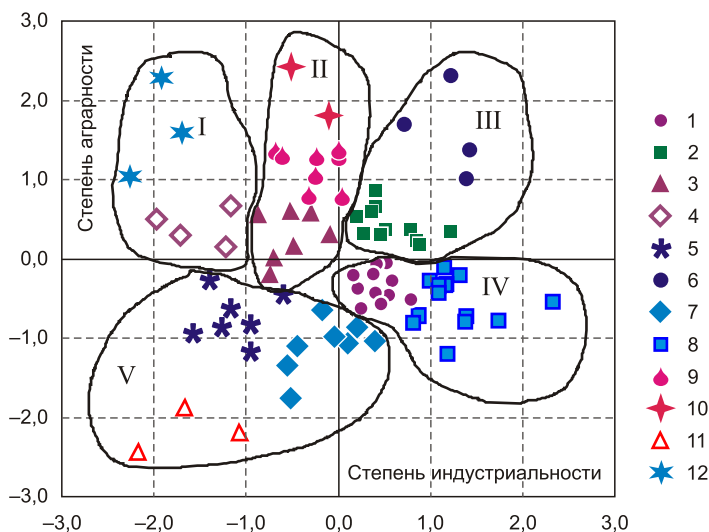 3,0
2,0
1,0
0,0
–1,0
–2,0
–3,0
Степень аграрности
I
II
III
IV
V
Степень индустриальности
–3,0 –2,0 –1,0 0,0 1,0 2,0 3,0
1
2
3
4
5
6
7
8
9
10
11
12